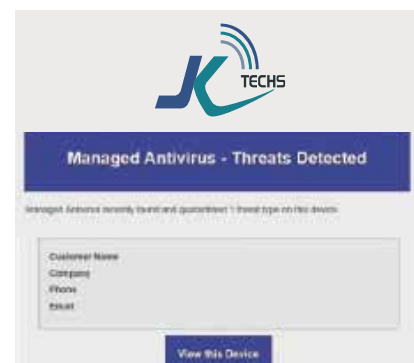 JK TECHS
Managed Antivirus - Threats Detected
Managed Antivirus recently found and quarantined 1 threat type on this device
Customer Name
Company
Phone
Email
View this Device